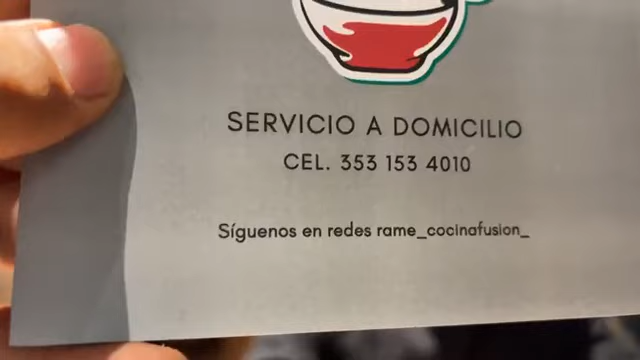 SERVICIO A DOMICILIO
CEL. 353 153 4010
Síguenos en redes rame_cocinafusion_